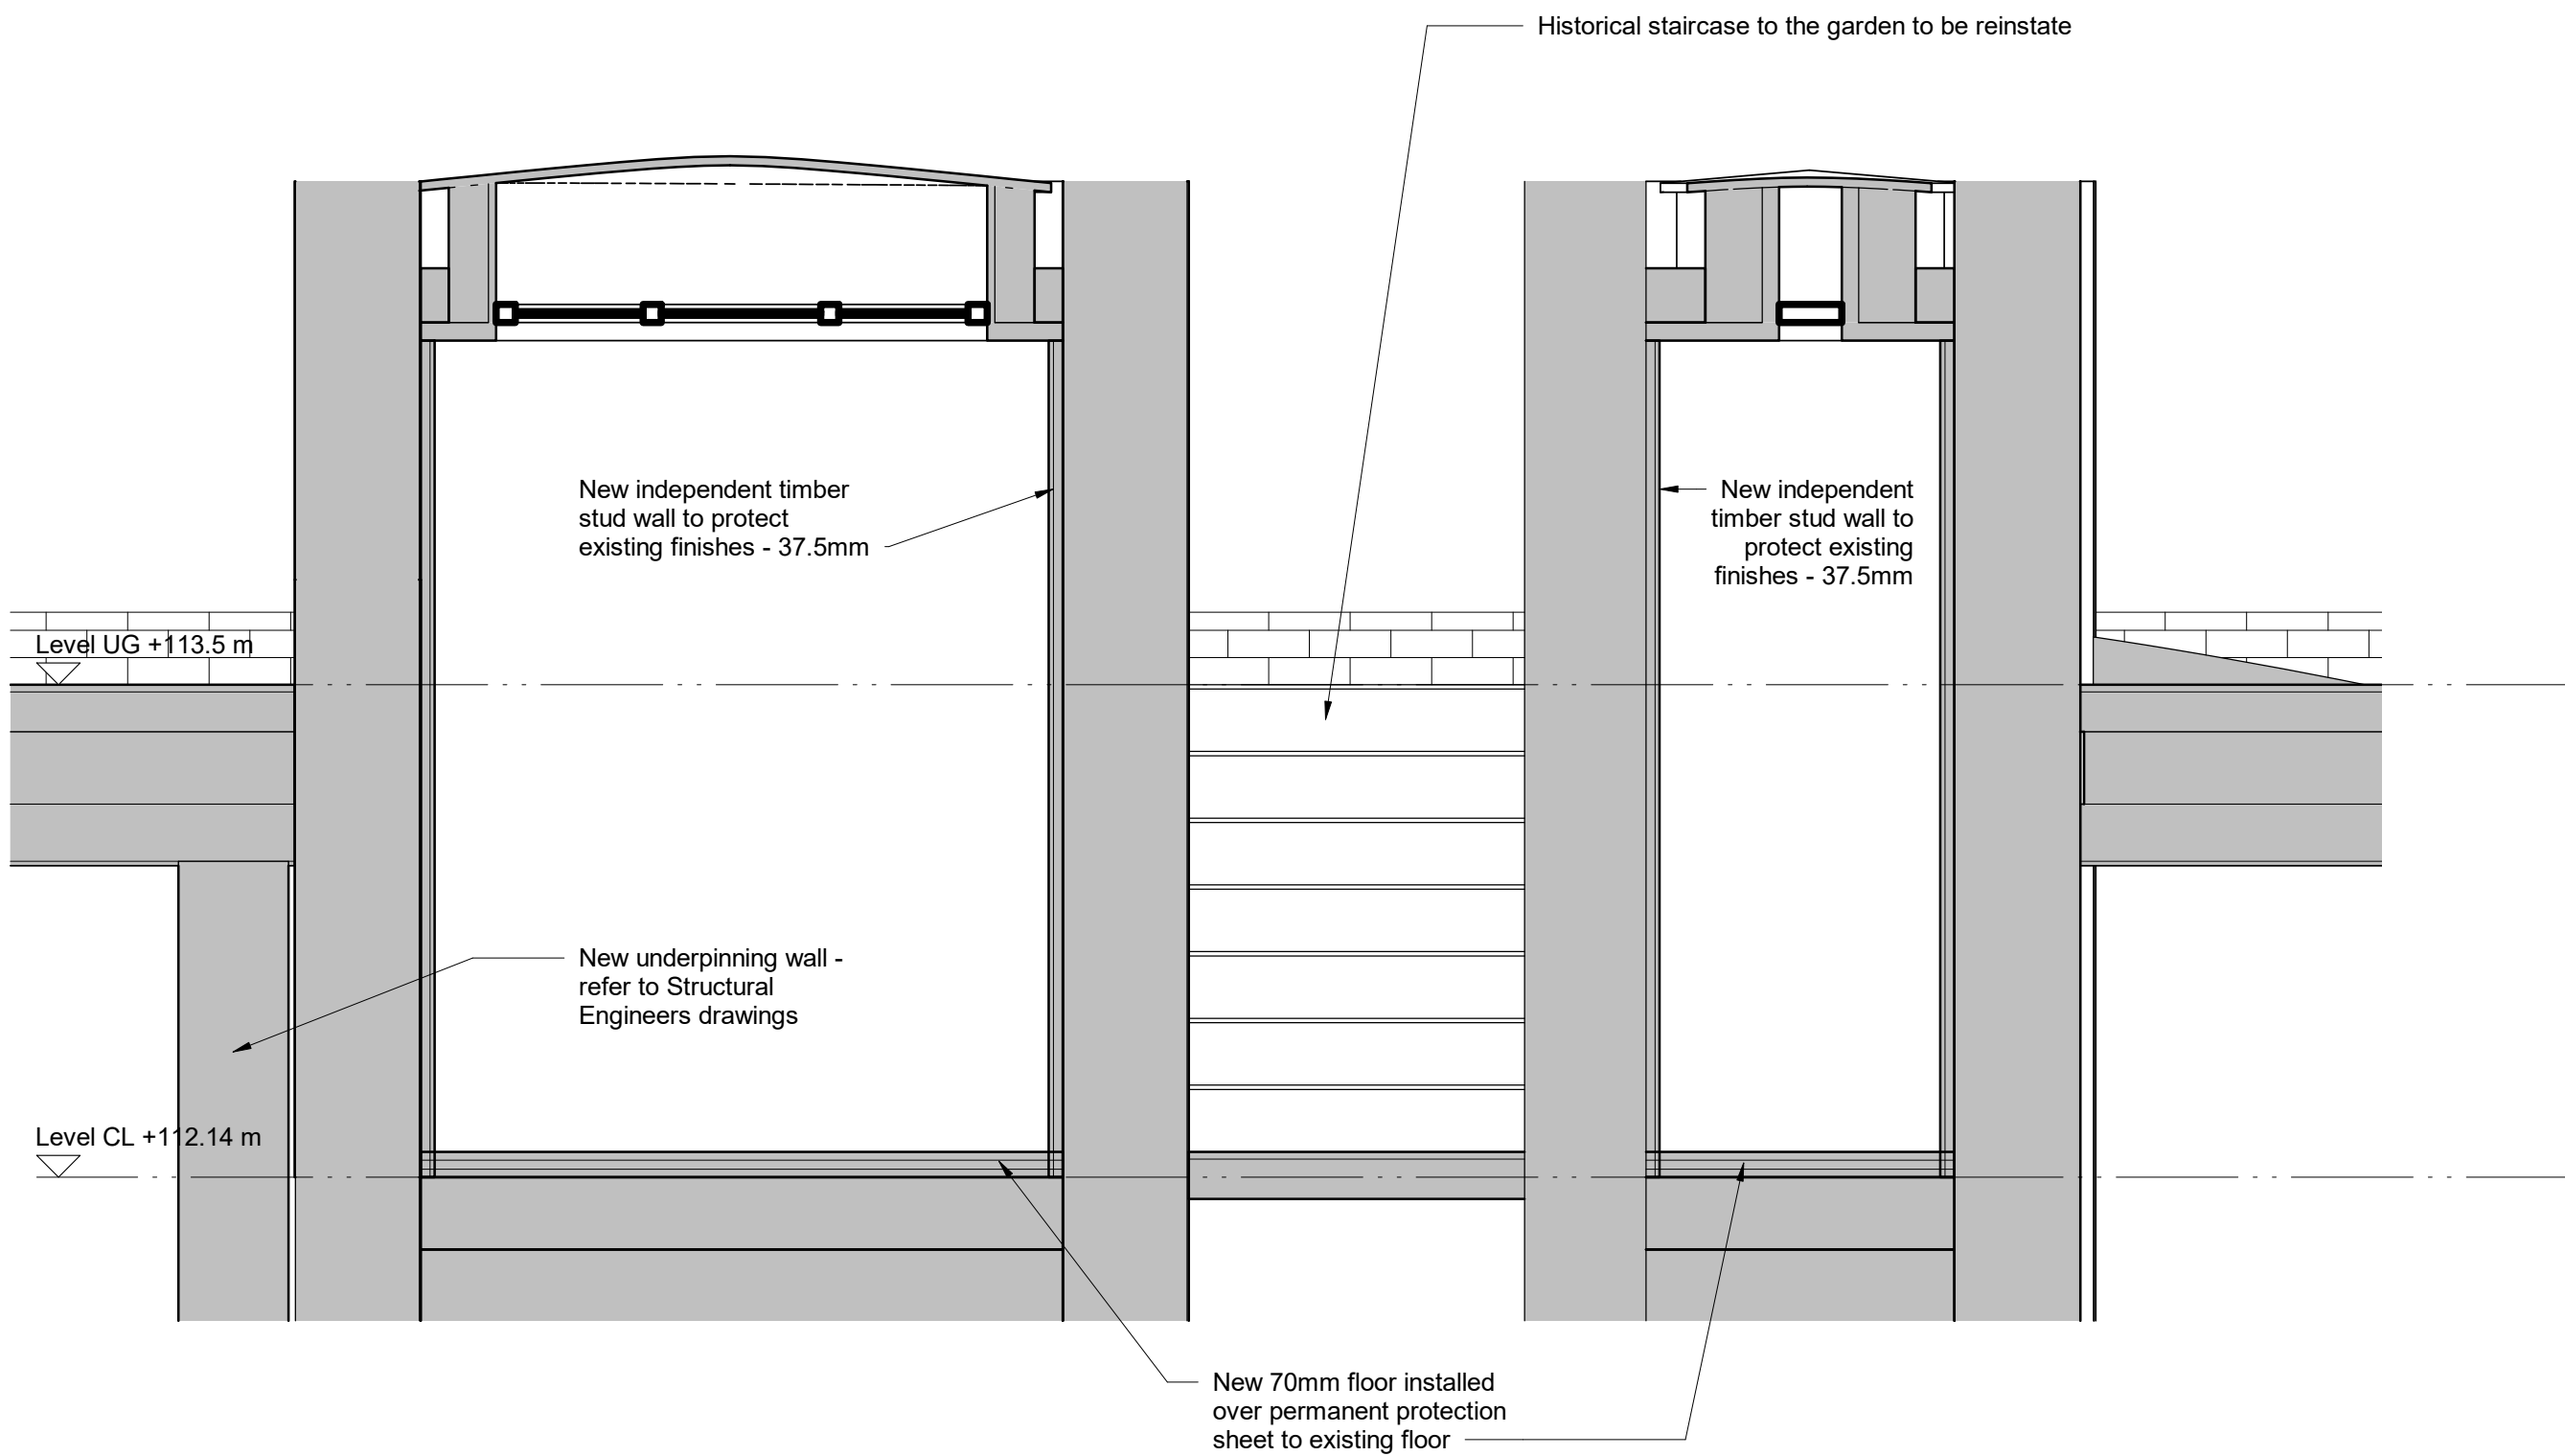 Historical staircase to the garden to be reinstate
New independent timber
stud wall to protect
existing finishes - 37.5mm
New independent
timber stud wall to
protect existing
finishes - 37.5mm
Level UG +113.5 m
New underpinning wall -
refer to Structural
Engineers drawings
Level CL +112.14 m
New 70mm floor installed
over permanent protection
sheet to existing floor